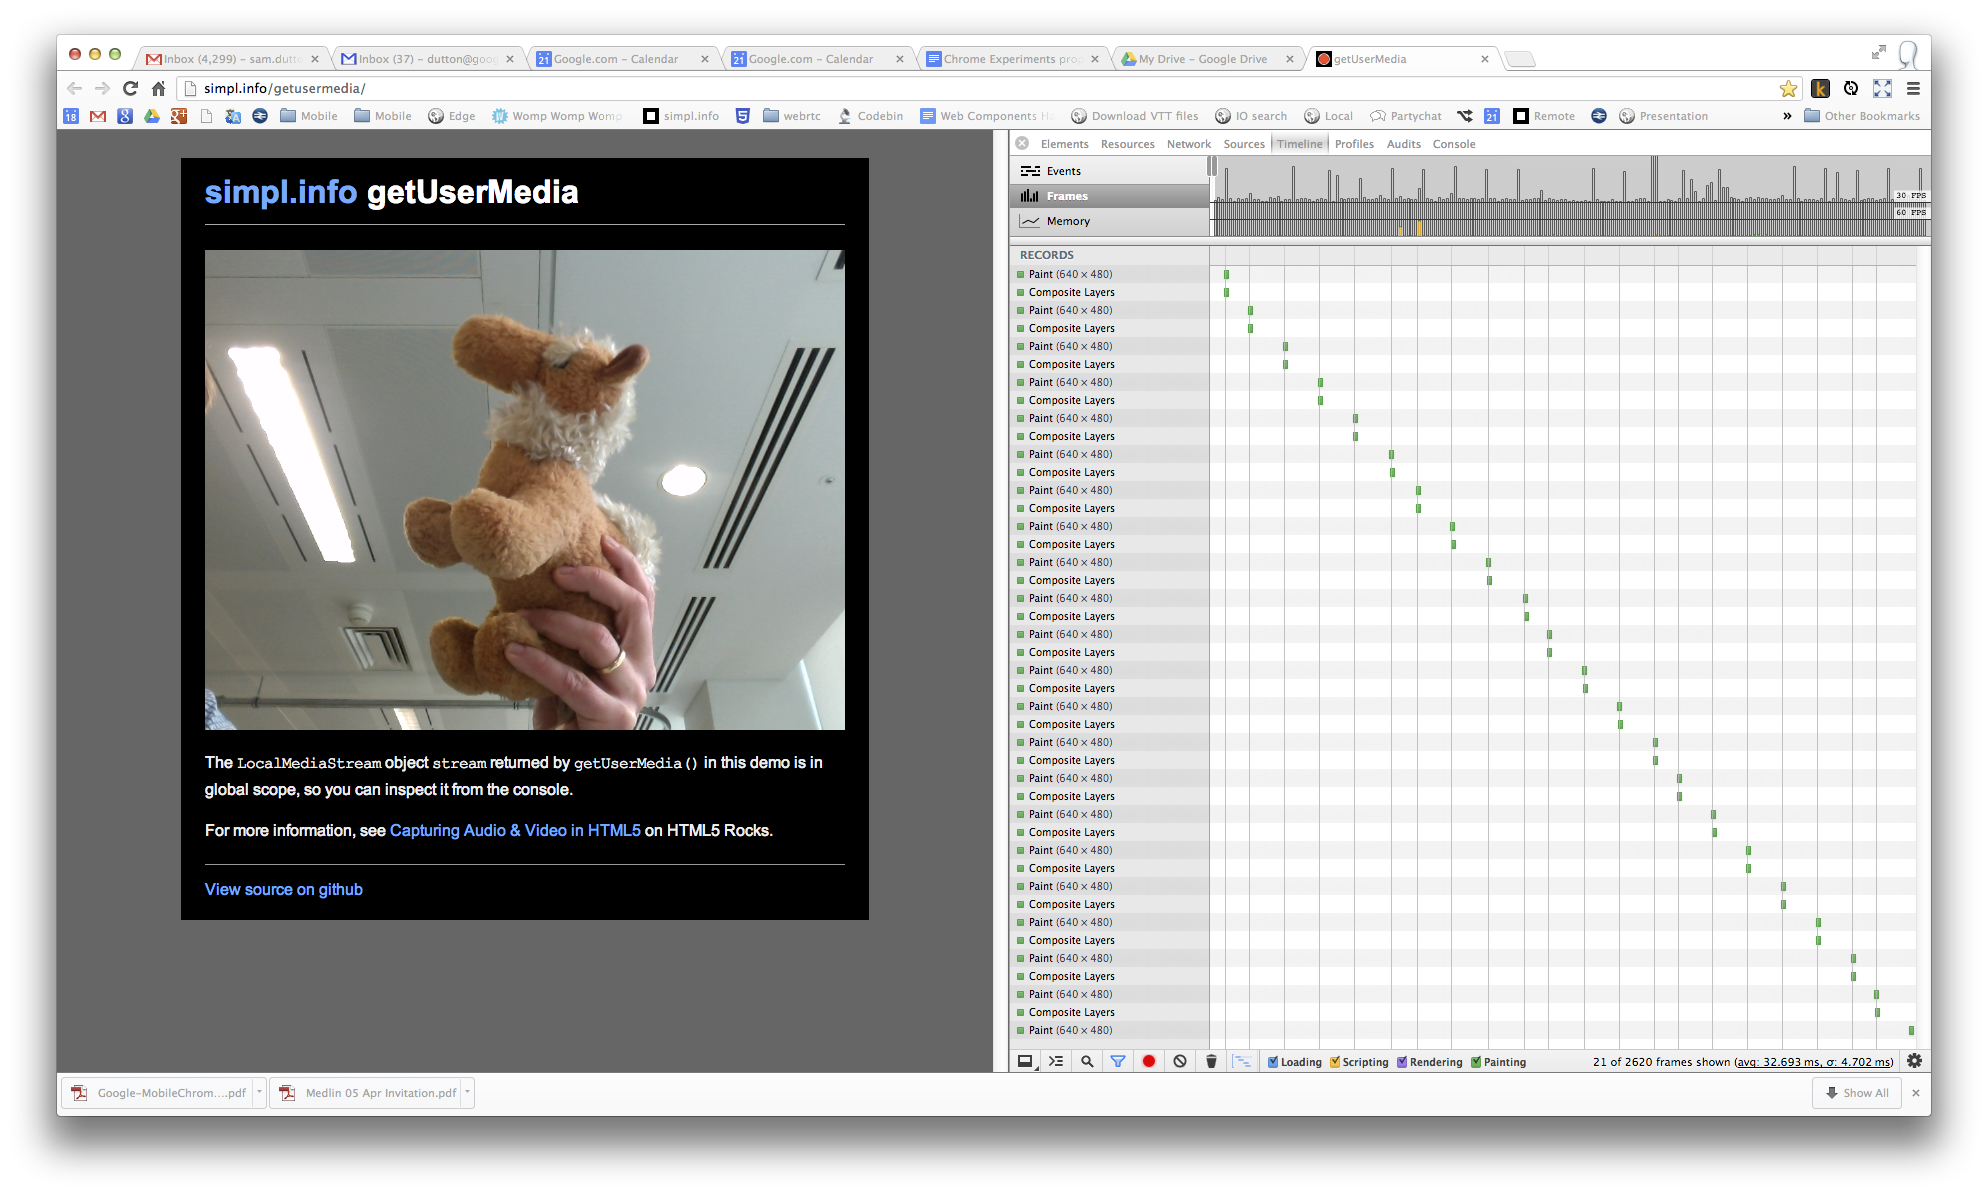 Inbox (4,299) - sam.dutt
Inbox (37) - dutton@goo
Google.com - Calendar
Google.com - Calendar
Chrome Experiments pro
My Drive - Google Drive
getUserMedia
simpl.info/getusermedia/
18
Mobile
Mobile
Edge
Womp Womp Womp
simpl.info
webrtc
Codebin
Web Components H
Download VTT files
IO search
Local
Partychat
21
Remote
Presentation
»
Other Bookmarks
simpl.info getUserMedia
The LocalMediaStream object stream returned by getUserMedia() in this demo is in
global scope, so you can inspect it from the console.
For more information, see Capturing Audio & Video in HTML5 on HTML5 Rocks.
View source on github
Elements Resources Network Sources Timeline Profiles Audits Console
Events
Frames
Memory
30 FPS
60 FPS
RECORDS
Paint (640 × 480)
Composite Layers
Paint (640 × 480)
Composite Layers
Paint (640 × 480)
Composite Layers
Paint (640 × 480)
Composite Layers
Paint (640 × 480)
Composite Layers
Paint (640 × 480)
Composite Layers
Paint (640 × 480)
Composite Layers
Paint (640 × 480)
Composite Layers
Paint (640 × 480)
Composite Layers
Paint (640 × 480)
Composite Layers
Paint (640 × 480)
Composite Layers
Paint (640 × 480)
Composite Layers
Paint (640 × 480)
Composite Layers
Paint (640 × 480)
Composite Layers
Paint (640 × 480)
Composite Layers
Paint (640 × 480)
Composite Layers
Paint (640 × 480)
Composite Layers
Paint (640 × 480)
Composite Layers
Paint (640 × 480)
Composite Layers
Paint (640 × 480)
Composite Layers
Paint (640 × 480)
Composite Layers
Paint (640 × 480)
Loading Scripting Rendering Painting
21 of 2620 frames shown (avg: 32.693 ms, σ: 4.702 ms)
Google-MobileChrom....pdf
Medlin 05 Apr Invitation.pdf
Show All